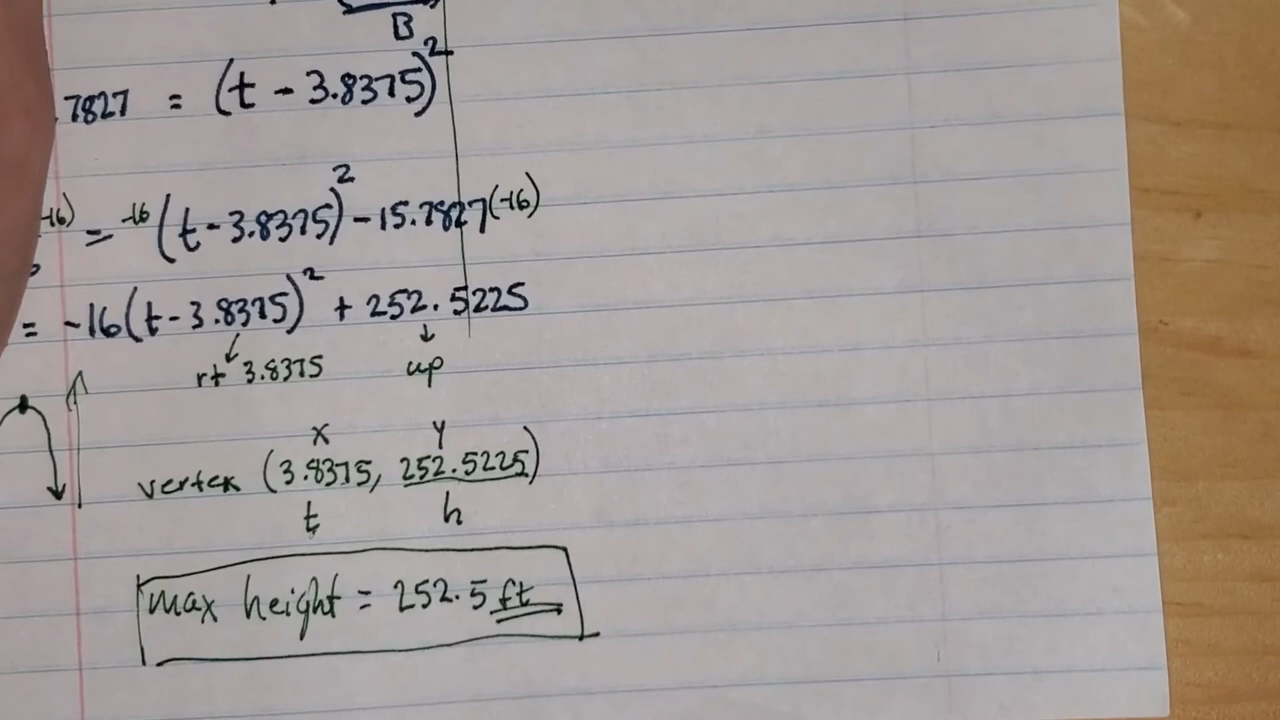 B
.7827 = (t - 3.8375)²
-16) = -16 (t - 3.8375)² - 15.7827(-16)
= -16(t - 3.8375)² + 252.5225
rt 3.8375 up
x y
vertex (3.8375, 252.5225)
t h
max height = 252.5 ft